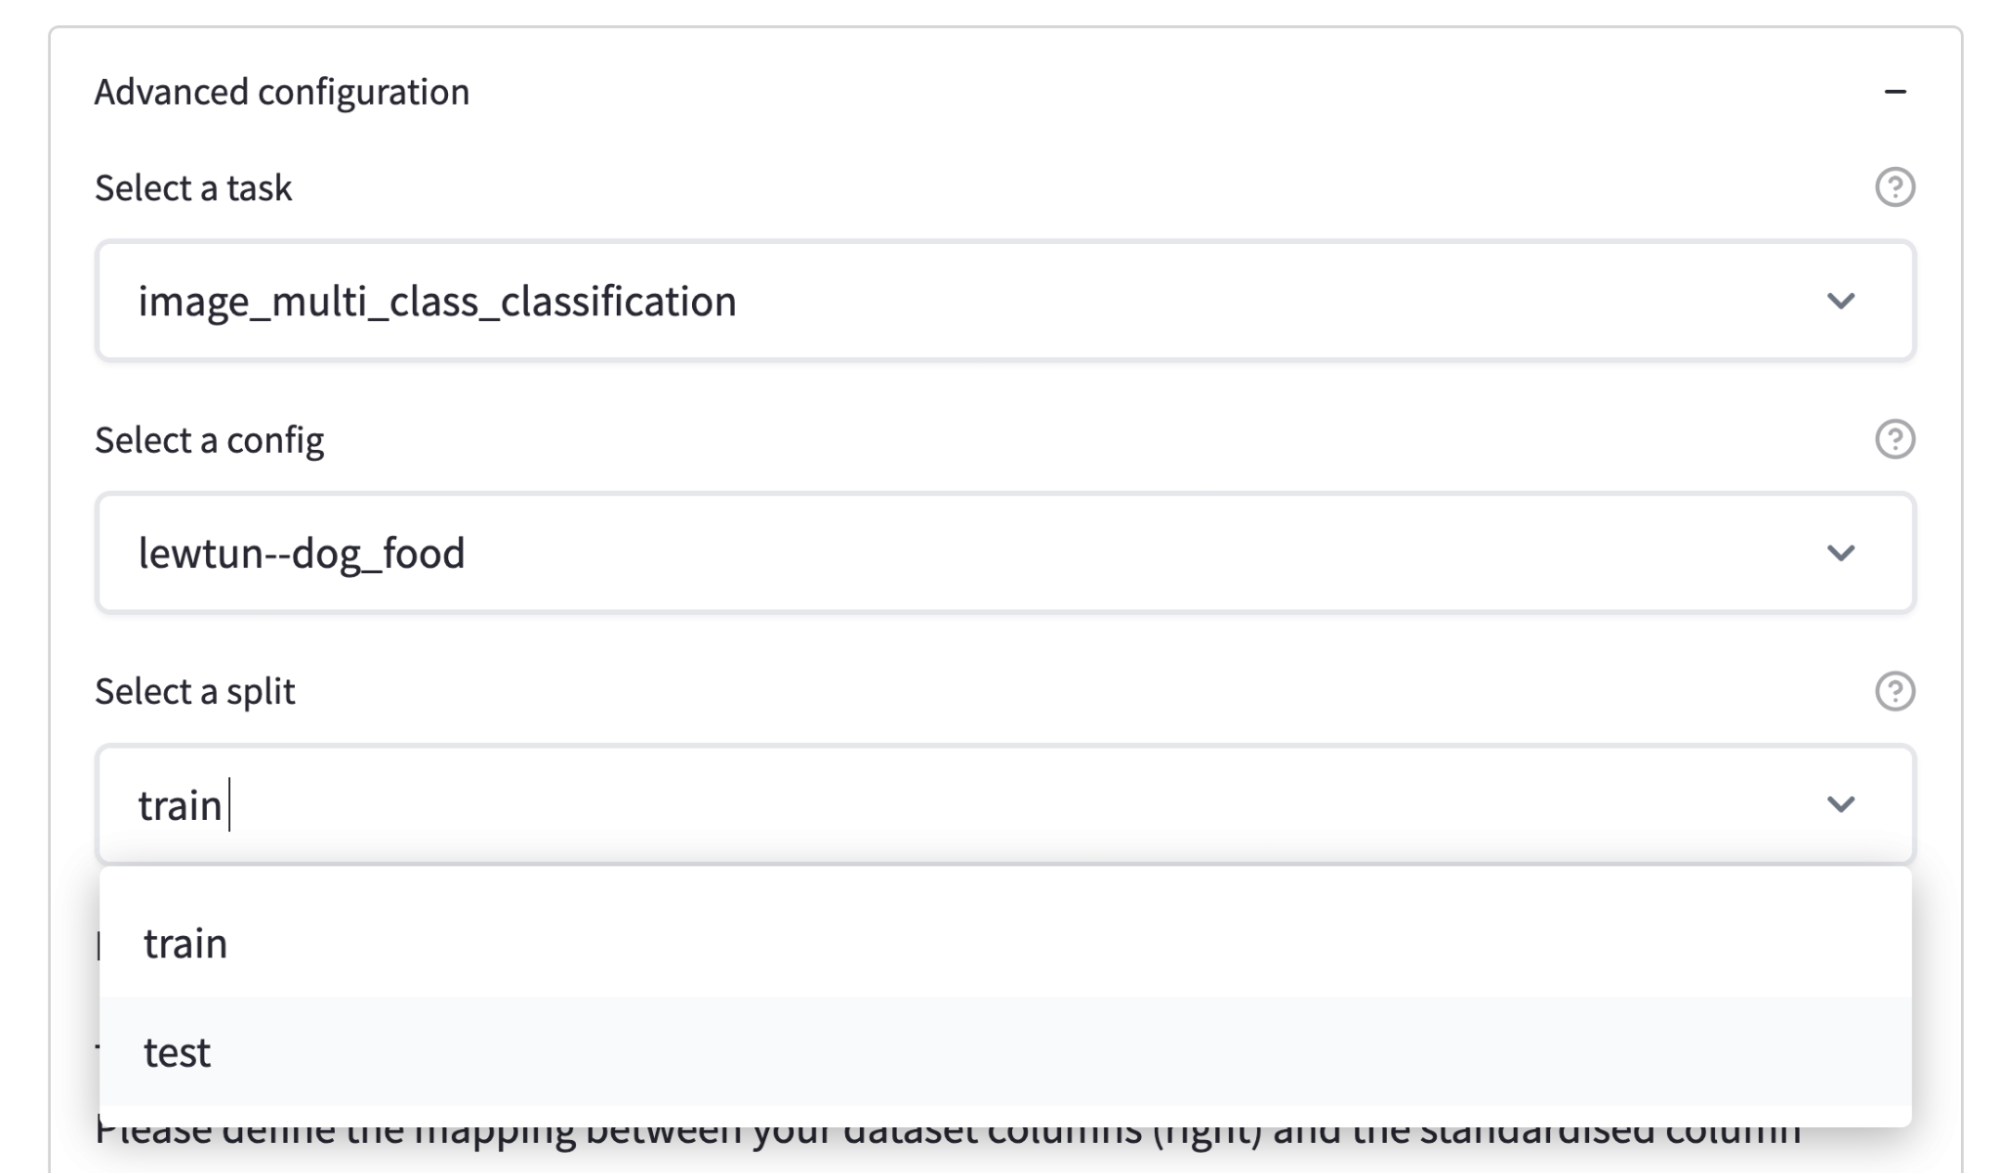 Advanced configuration
Select a task
image_multi_class_classification
Select a config
lewtun--dog_food
Select a split
train
train
test
Please define the mapping between your dataset columns (right) and the standardised column